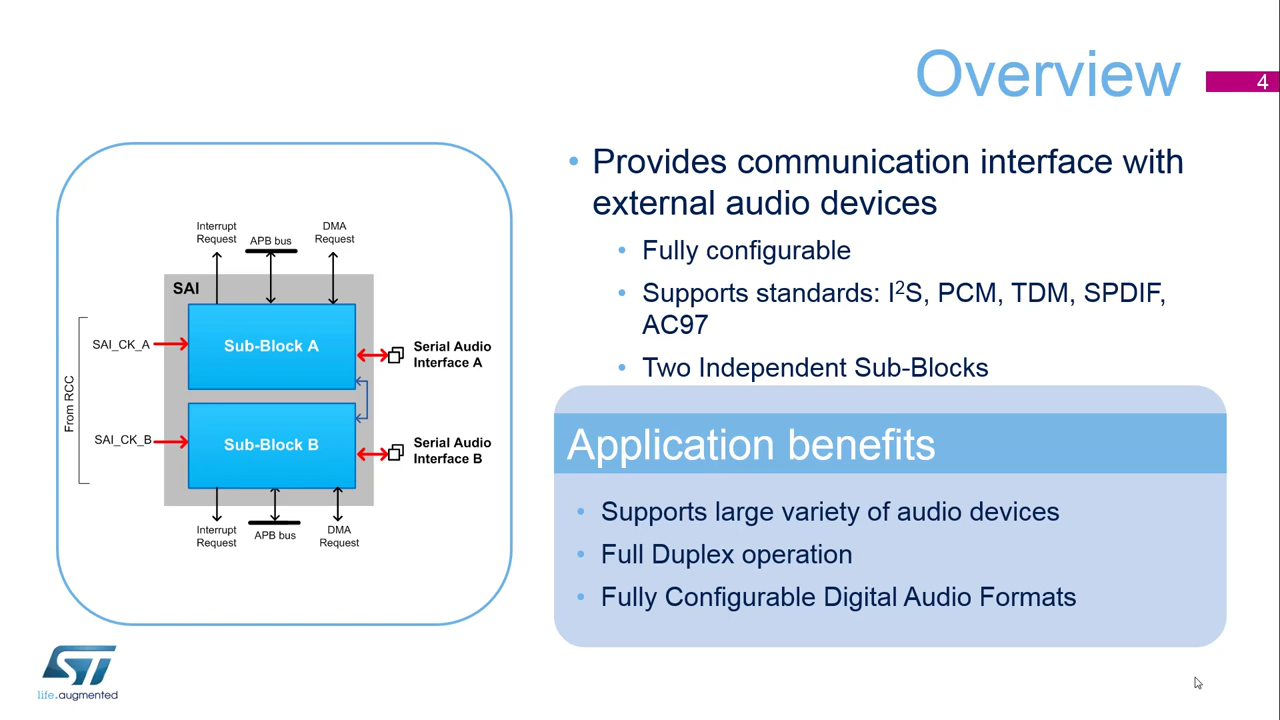 Overview
4
Interrupt
Request
APB bus
DMA
Request
SAI
Sub-Block A
SAI_CK_A
Serial Audio
Interface A
From RCC
Sub-Block B
SAI_CK_B
Serial Audio
Interface B
Interrupt
Request
APB bus
DMA
Request
• Provides communication interface with
external audio devices
• Fully configurable
• Supports standards: I²S, PCM, TDM, SPDIF,
AC97
• Two Independent Sub-Blocks
Application benefits
• Supports large variety of audio devices
• Full Duplex operation
• Fully Configurable Digital Audio Formats
ST
life.augmented